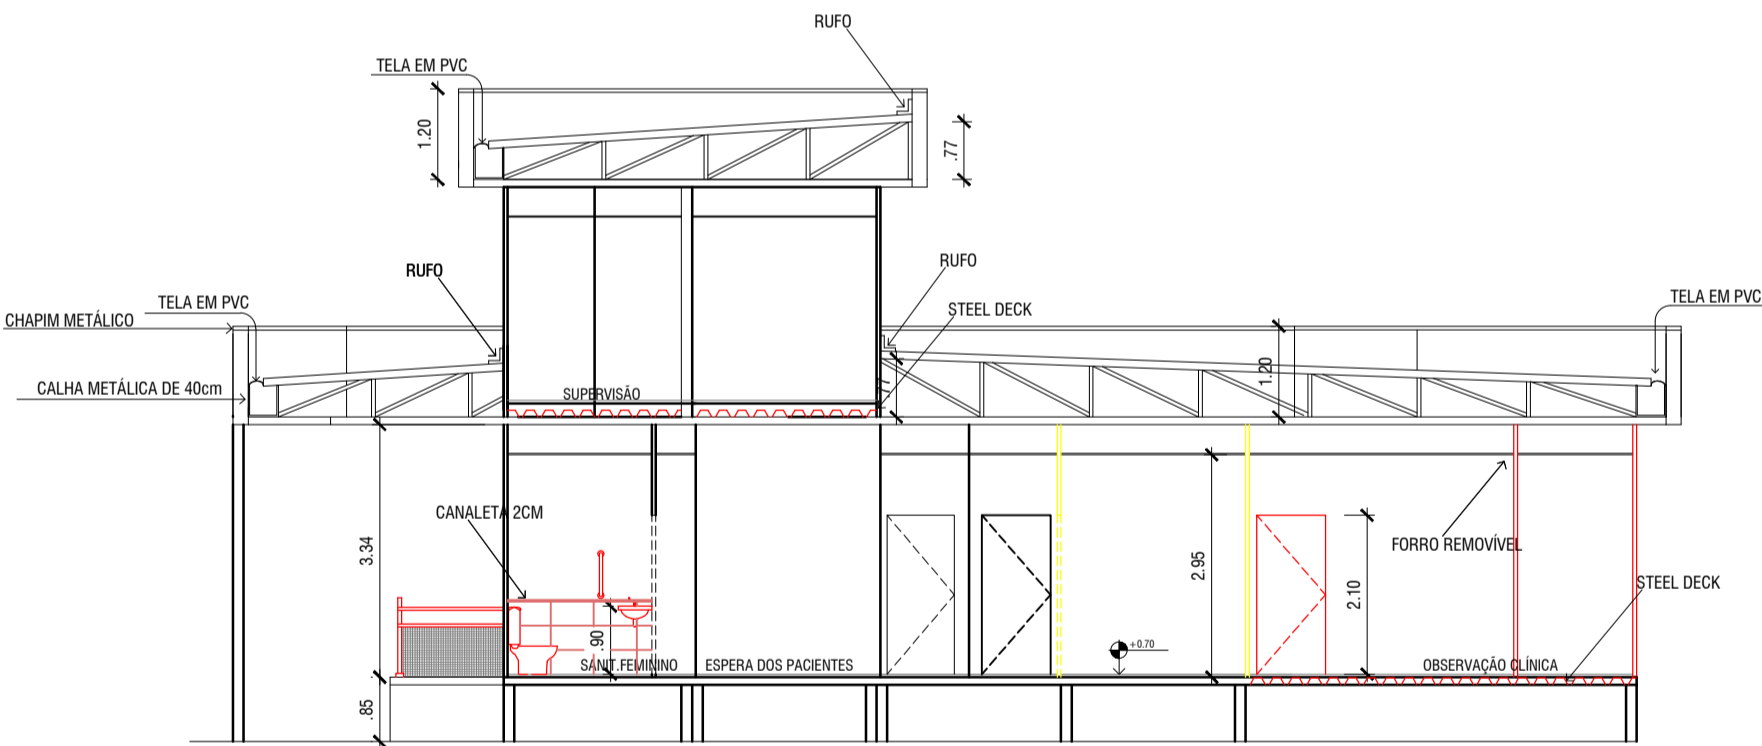 RUFO
TELA EM PVC
1.20
.77
RUFO
RUFO
TELA EM PVC
STEEL DECK
TELA EM PVC
CHAPIM METÁLICO
CALHA METÁLICA DE 40cm
SUPERVISÃO
1.20
CANALETA 2CM
3.34
2.95
FORRO REMOVÍVEL
2.10
STEEL DECK
.90
+0.70
SANIT.FEMININO
ESPERA DOS PACIENTES
OBSERVAÇÃO CLÍNICA
.85